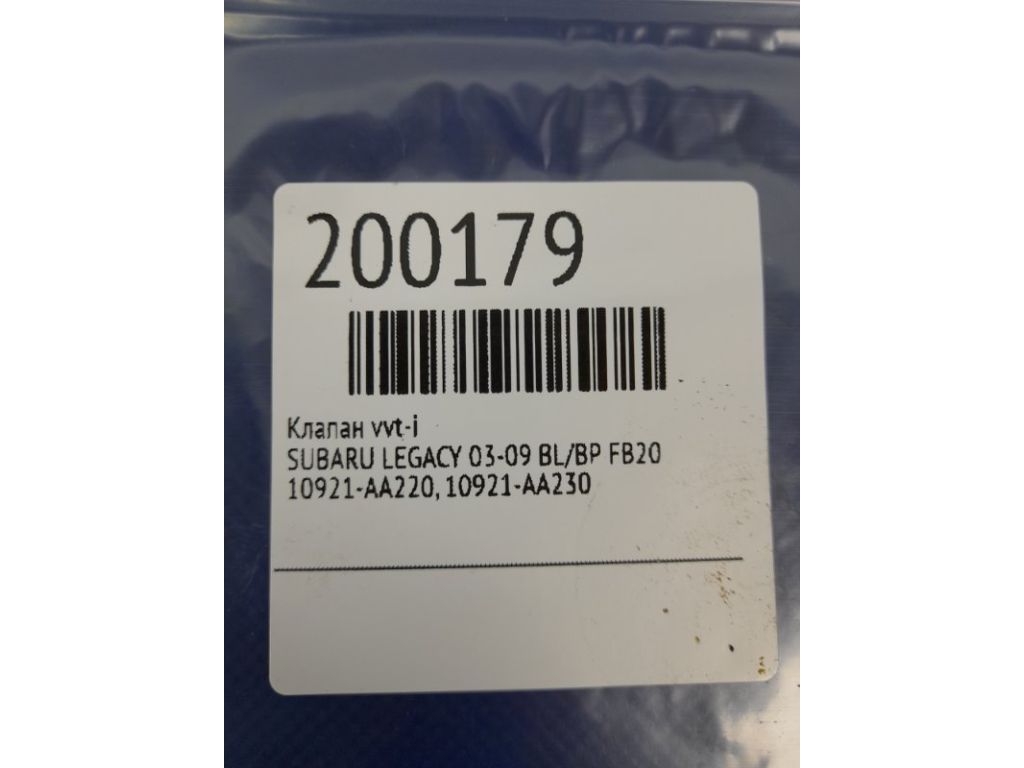 200179
Клапан vvt-i
SUBARU LEGACY 03-09 BL/BP FB20
10921-AA220, 10921-AA230